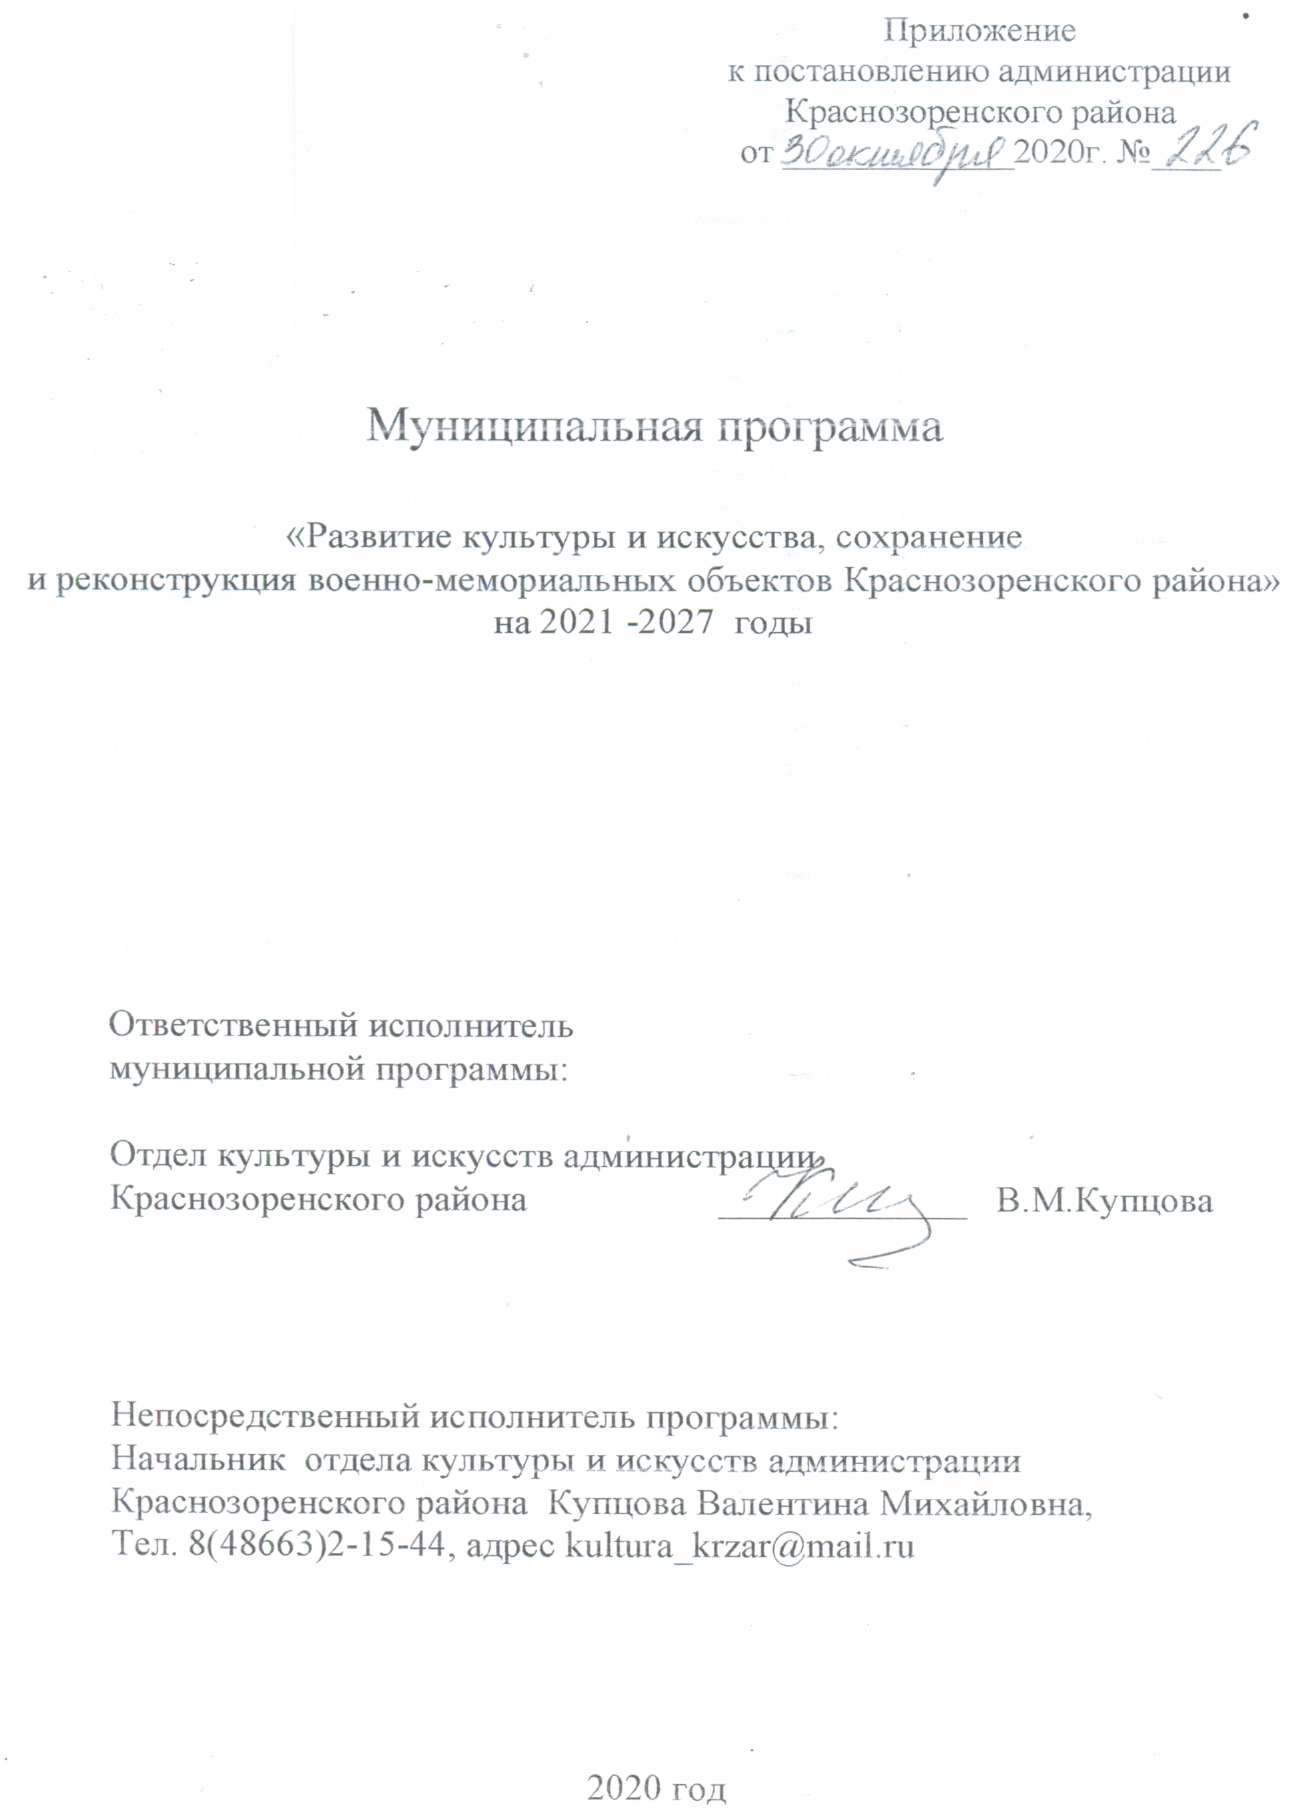 Приложение
к постановлению администрации
Краснозоренского района
от 30 октября 2020г. № 226
Муниципальная программа
«Развитие культуры и искусства, сохранение
и реконструкция военно-мемориальных объектов Краснозоренского района»
на 2021 -2027 годы
Ответственный исполнитель
муниципальной программы:
Отдел культуры и искусств администрации
Краснозоренского района В.М.Купцова
Непосредственный исполнитель программы:
Начальник отдела культуры и искусств администрации
Краснозоренского района Купцова Валентина Михайловна,
Тел. 8(48663)2-15-44, адрес kultura_krzar@mail.ru
2020 год